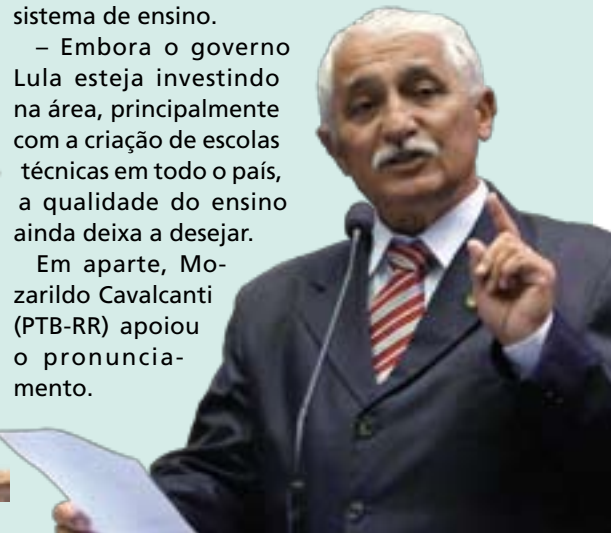 sistema de ensino.
– Embora o governo
Lula esteja investindo
na área, principalmente
com a criação de escolas
técnicas em todo o país,
a qualidade do ensino
ainda deixa a desejar.
Em aparte, Mo-
zarildo Cavalcanti
(PTB-RR) apoiou
o pronuncia-
mento.